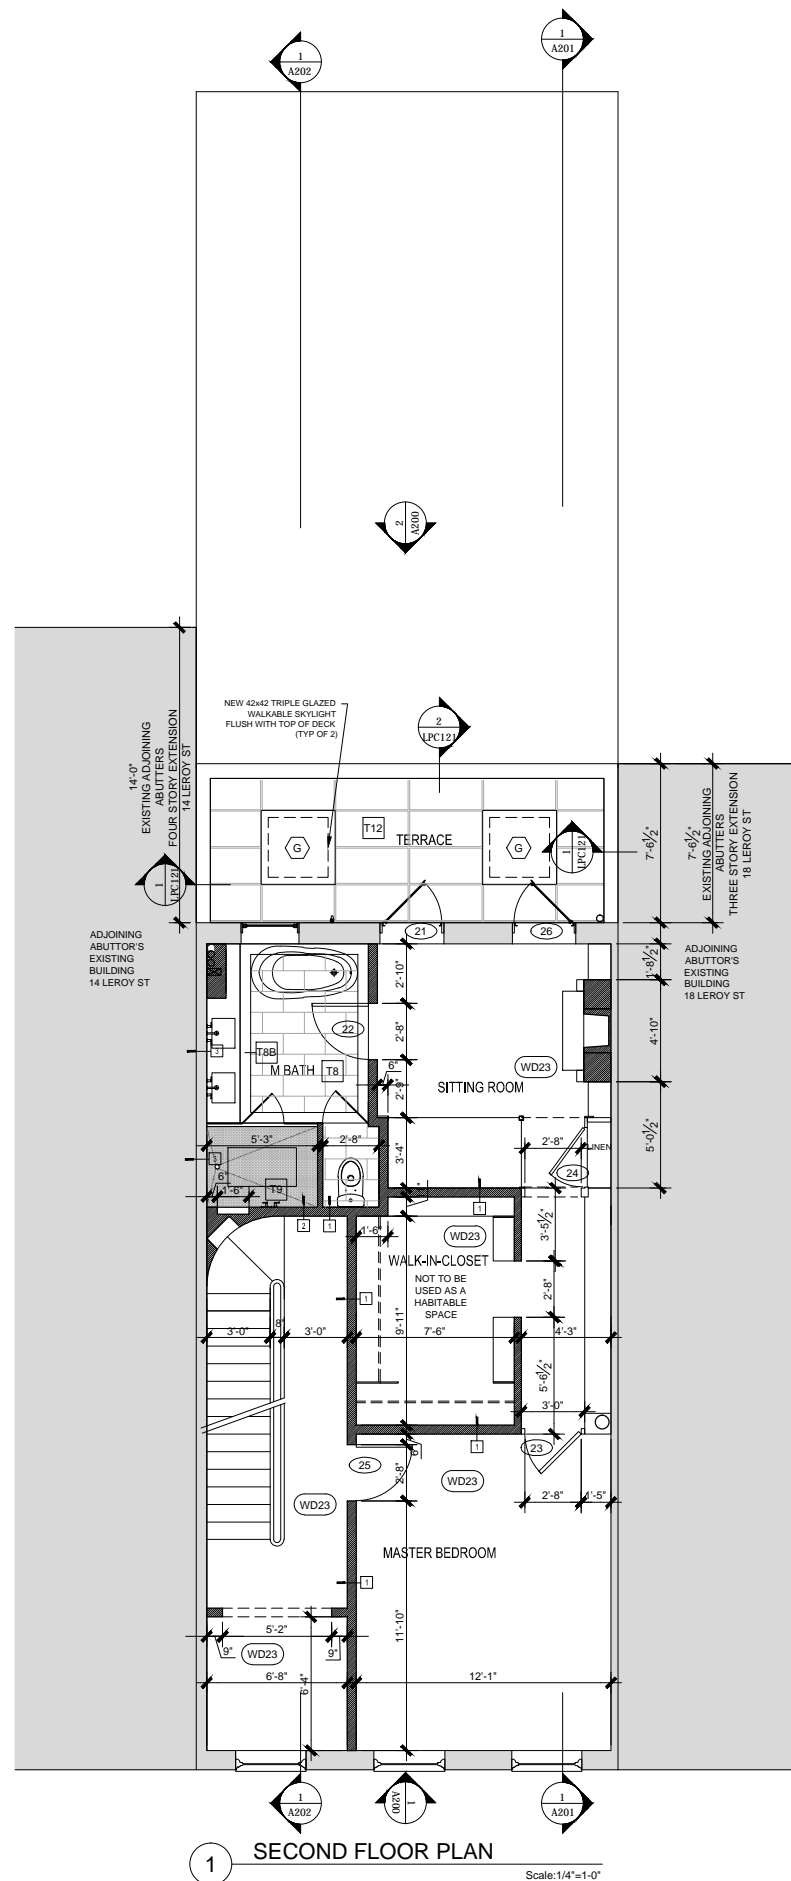 1
A202
1
A201
2
A200
NEW 42x42 TRIPLE GLAZED
WALKABLE SKYLIGHT
FLUSH WITH TOP OF DECK
(TYP OF 2)
2
LPC121
14'-0"
EXISTING ADJOINING
ABUTTERS
FOUR STORY EXTENSION
14 LEROY ST
7'-6½"
7'-6½"
EXISTING ADJOINING
ABUTTERS
THREE STORY EXTENSION
18 LEROY ST
T12
TERRACE
G
G
1
LPC121
1
LPC121
21
26
ADJOINING
ABUTTOR'S
EXISTING
BUILDING
14 LEROY ST
ADJOINING
ABUTTOR'S
EXISTING
BUILDING
18 LEROY ST
1'-8½"
2'-10"
22
2'-8"
4'-10"
3
T8B
M BATH
T8
6"
WD23
SITTING ROOM
2'-9"
5'-3"
2'-8"
3'-4"
2'-8"
LINEN
5'-0½"
24
6"
1'-6"
T9
2
1
1
1'-6"
WD23
3'-5½"
WALK-IN-CLOSET
NOT TO BE
USED AS A
HABITABLE
SPACE
2'-8"
1
9'-11"
3'-0"
8"
3'-0"
7'-6"
4'-3"
5'-6½"
3'-0"
1
6"
23
25
2'-8"
WD23
WD23
2'-8"
1'-5"
MASTER BEDROOM
1
11'-10"
5'-2"
9"
WD23
9"
6'-8"
6'-4"
12'-1"
1
A202
1
A200
1
A201
1
SECOND FLOOR PLAN
Scale:1/4"=1-0"